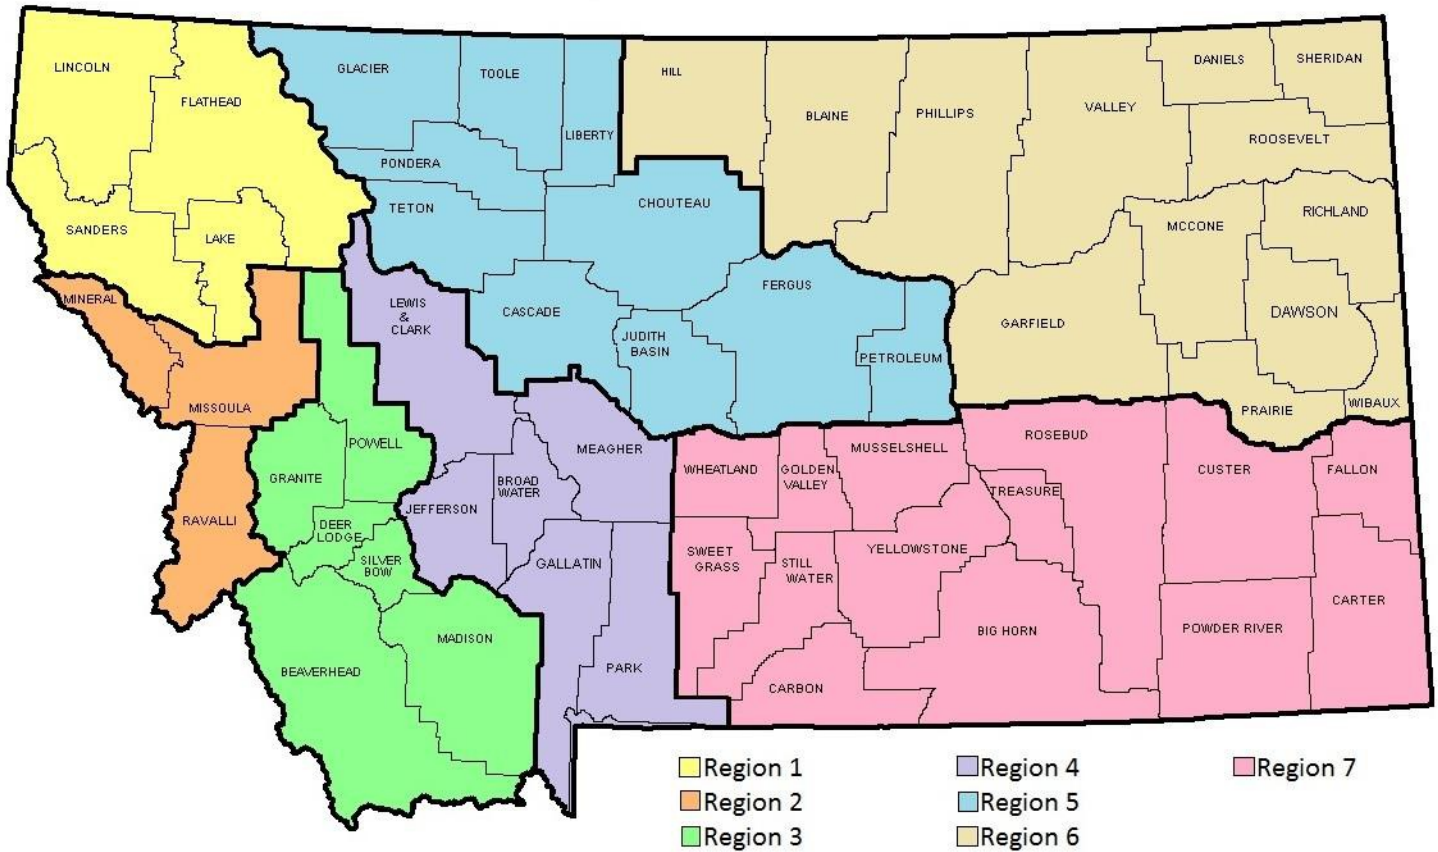 LINCOLN
FLATHEAD
SANDERS
LAKE
GLACIER
TOOLE
LIBERTY
PONDERA
TETON
CHOUTEAU
CASCADE
JUDITH
BASIN
FERGUS
PETROLEUM
HILL
BLAINE
PHILLIPS
VALLEY
DANIELS
SHERIDAN
ROOSEVELT
RICHLAND
MCCONE
GARFIELD
DAWSON
PRAIRIE
WIBAUX
MINERAL
MISSOULA
RAVALLI
POWELL
GRANITE
DEER
LODGE
SILVER
BOW
BEAVERHEAD
MADISON
LEWIS
&
CLARK
MEAGHER
BROAD
WATER
JEFFERSON
GALLATIN
PARK
WHEATLAND
GOLDEN
VALLEY
MUSSELSHELL
ROSEBUD
TREASURE
CUSTER
FALLON
SWEET
GRASS
STILL
WATER
YELLOWSTONE
BIG HORN
POWDER RIVER
CARTER
CARBON
Region 1
Region 2
Region 3
Region 4
Region 5
Region 6
Region 7